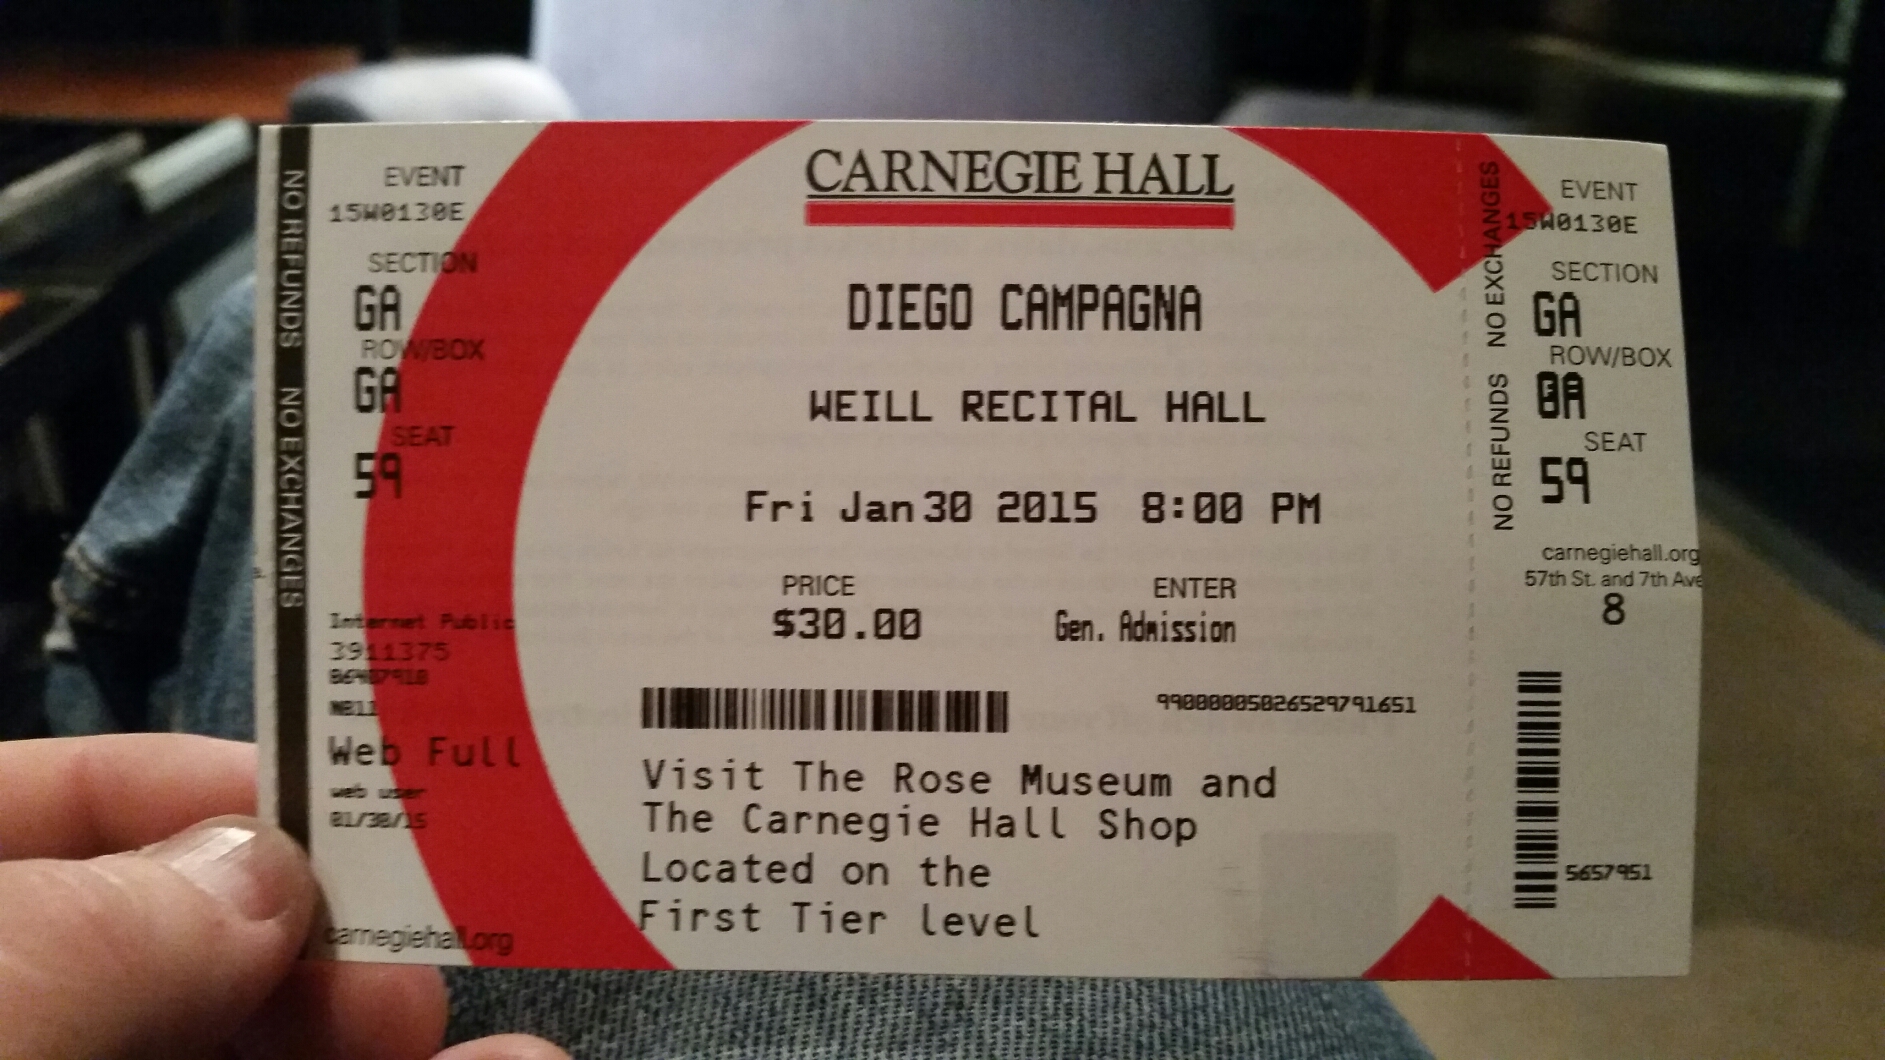 NO REFUNDS NO EXCHANGES
EVENT
15W0130E
SECTION
GA
ROW/BOX
GA
SEAT
59
Internet Public
3911375
B6407910
NB11
Web Full
web user
01/30/15
carnegiehall.org
CARNEGIE HALL
DIEGO CAMPAGNA
WEILL RECITAL HALL
Fri Jan 30 2015 8:00 PM
PRICE
$30.00
ENTER
Gen. Admission
99000005026529791651
Visit The Rose Museum and
The Carnegie Hall Shop
Located on the
First Tier level
NO REFUNDS NO EXCHANGES
EVENT
15W0130E
SECTION
GA
ROW/BOX
GA
SEAT
59
carnegiehall.org
57th St. and 7th Ave
8
5657951